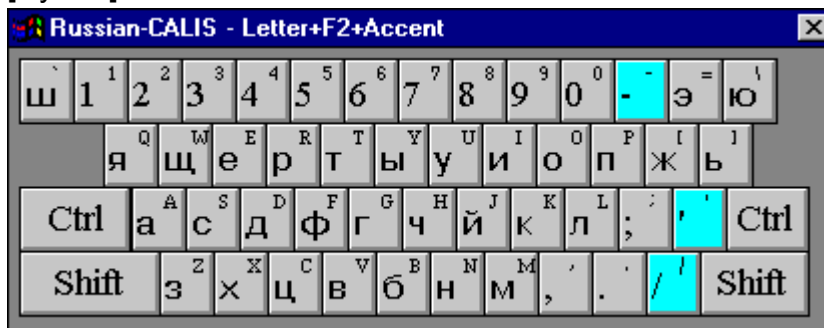 Russian-CALIS - Letter+F2+Accent
ш ` 1 1 2 2 3 3 4 4 5 5 6 6 7 7 8 8 9 9 0 0 - - э = ю \
я Q щ W е E р R т T ы Y у U и I о O п P ж [ ь ]
Ctrl а A с S д D ф F г G ч H й J к K л L ; ; ' ' Ctrl
Shift з Z х X ц C в V б B н N м M , , . . / / Shift